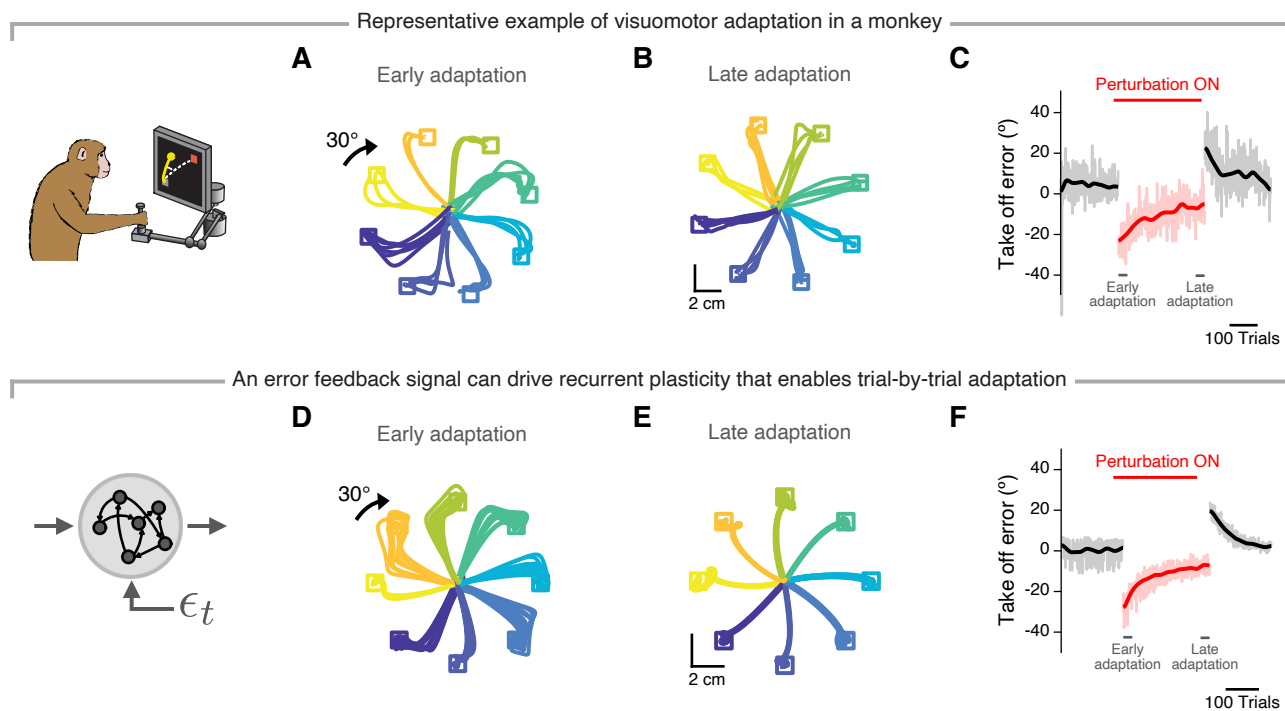 Representative example of visuomotor adaptation in a monkey
A
Early adaptation
30°
B
Late adaptation
2 cm
C
Perturbation ON
Take off error (º)
40
20
0
-20
-40
Early
adaptation
Late
adaptation
100 Trials
An error feedback signal can drive recurrent plasticity that enables trial-by-trial adaptation
ϵt
D
Early adaptation
30°
E
Late adaptation
2 cm
F
Perturbation ON
Take off error (º)
40
20
0
-20
-40
Early
adaptation
Late
adaptation
100 Trials